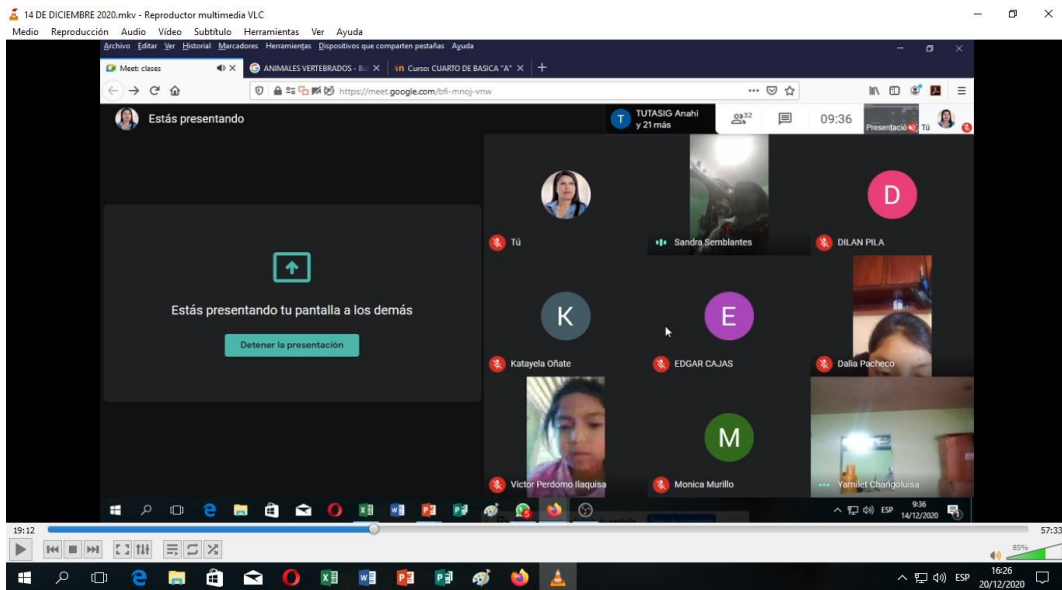 14 DE DICIEMBRE 2020.mkv - Reproductor multimedia VLC
Medio Reproducción Audio Vídeo Subtítulo Herramientas Ver Ayuda
Archivo Editar Ver Historial Marcadores Herramientas Dispositivos que comparten pestañas Ayuda
Meet: clases
ANIMALES VERTEBRADOS - B
Curso: CUARTO DE BASICA "A"
https://meet.google.com/bfi-mnoj-vnw
Estás presentando
T
TUTASIG Anahi
y 21 más
32
09:36
Presentació
Tú
Estás presentando tu pantalla a los demás
Detener la presentación
Tú
Sandra Semblantes
D
DILAN PILA
K
Katayela Oñate
E
EDGAR CAJAS
Dalia Pacheco
Victor Perdomo Ilaquisa
M
Monica Murillo
Yamilet Changoluisa
ESP
9:36
14/12/2020
19:12
57:33
85%
ESP
16:26
20/12/2020